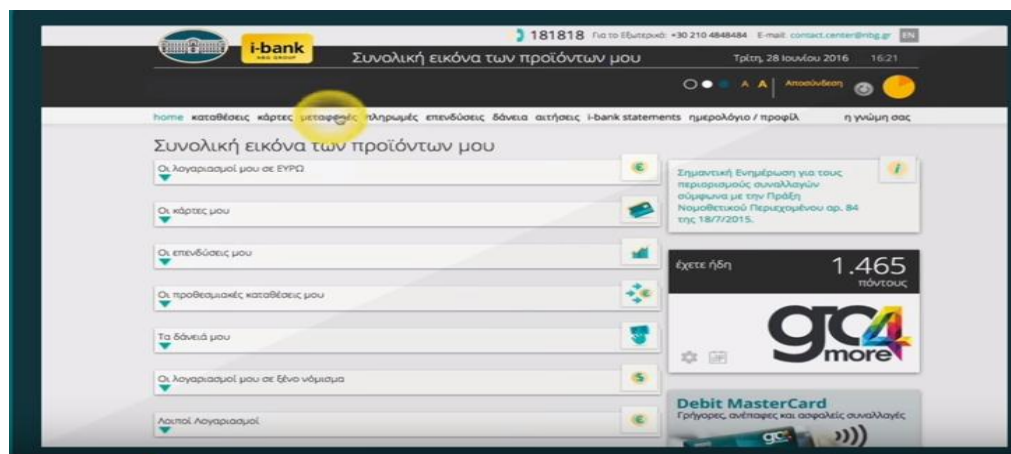 181818 Για το Εξωτερικό: +30 210 4848484 E-mail: contact.center@nbg.gr EN
i-bank
NBG GROUP
Συνολική εικόνα των προϊόντων μου
Τρίτη, 28 Ιουνίου 2016 16:21
A A Αποσύνδεση
home καταθέσεις κάρτες μεταφορές πληρωμές επενδύσεις δάνεια αιτήσεις i-bank statements ημερολόγιο / προφίλ η γνώμη σας
Συνολική εικόνα των προϊόντων μου
Οι λογαριασμοί μου σε ΕΥΡΩ
Οι κάρτες μου
Οι επενδύσεις μου
Οι προθεσμιακές καταθέσεις μου
Τα δάνειά μου
Οι λογαριασμοί μου σε ξένο νόμισμα
Λοιποί Λογαριασμοί
Σημαντική Ενημέρωση για τους
περιορισμούς συναλλαγών
σύμφωνα με την Πράξη
Νομοθετικού Περιεχομένου αρ. 84
της 18/7/2015.
έχετε ήδη 1.465
πόντους
go4
more
Debit MasterCard
Γρήγορες, ανέπαφες και ασφαλείς συναλλαγές
go